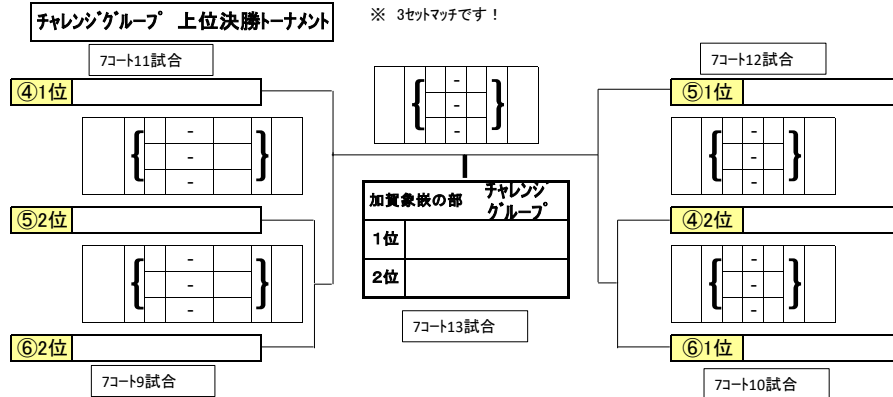 チャレンジグループ 上位決勝トーナメント
※ 3セットマッチです！
7コート11試合
7コート12試合
④1位
⑤1位
{ - }
{ - }
{ - }
-
-
-
-
-
-
加賀象嵌の部 チャレンジグループ
1位
2位
⑤2位
④2位
{ - }
{ - }
-
-
-
-
7コート13試合
⑥2位
⑥1位
7コート9試合
7コート10試合